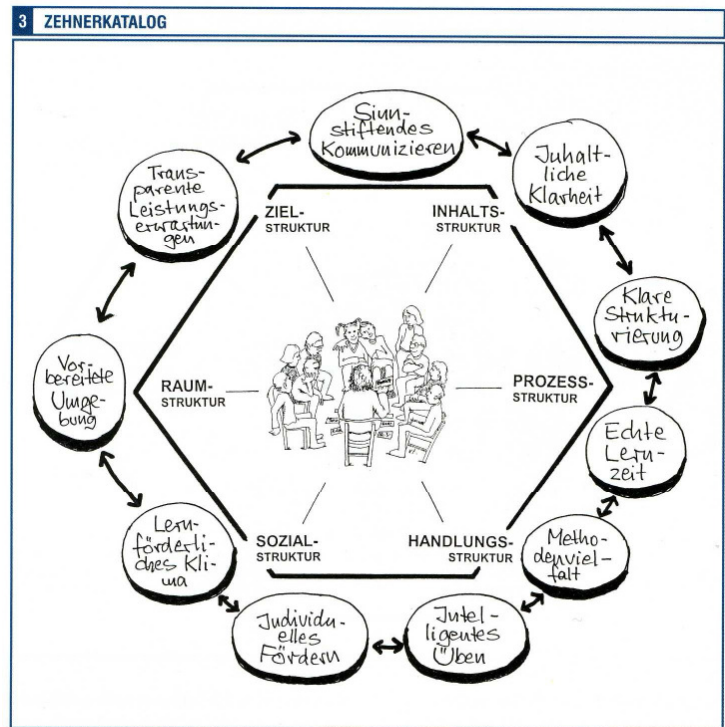 3 ZEHNERKATALOG
Sinn-
stiftendes
Kommunizieren
Inhalt-
liche
Klarheit
Klare
Struktu-
rierung
Echte
Lern-
zeit
Metho-
denviel-
falt
Intel-
ligentes
Üben
Individu-
elles
Fördern
Lern-
förderli-
ches Kli-
ma
Vor-
bereitete
Umge-
bung
Trans-
parente
Leistungs-
erwartun-
gen
ZIEL-
STRUKTUR
INHALTS-
STRUKTUR
RAUM-
STRUKTUR
PROZESS-
STRUKTUR
SOZIAL-
STRUKTUR
HANDLUNGS-
STRUKTUR